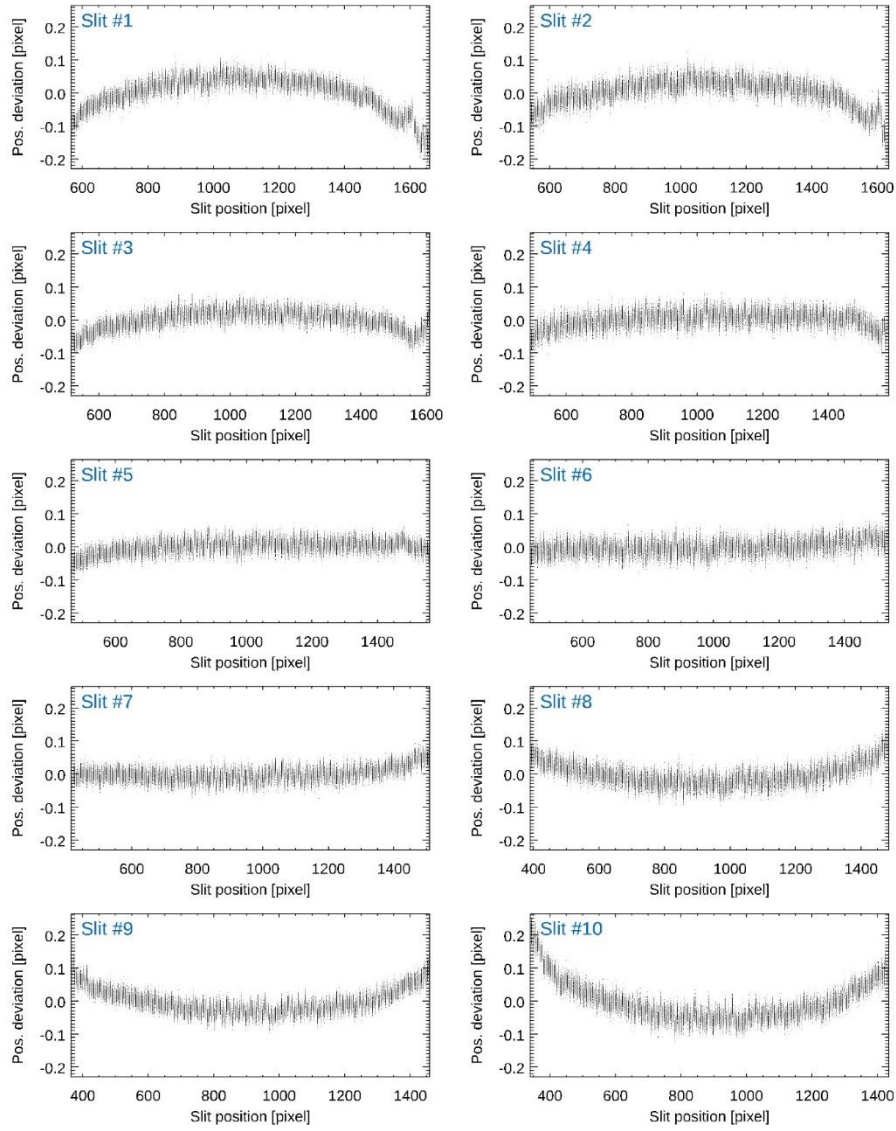 Slit #1
Pos. deviation [pixel]
0.2
0.1
0.0
-0.1
-0.2
600 800 1000 1200 1400 1600
Slit position [pixel]
Slit #2
Pos. deviation [pixel]
0.2
0.1
0.0
-0.1
-0.2
600 800 1000 1200 1400 1600
Slit position [pixel]
Slit #3
Pos. deviation [pixel]
0.2
0.1
0.0
-0.1
-0.2
600 800 1000 1200 1400 1600
Slit position [pixel]
Slit #4
Pos. deviation [pixel]
0.2
0.1
0.0
-0.1
-0.2
600 800 1000 1200 1400
Slit position [pixel]
Slit #5
Pos. deviation [pixel]
0.2
0.1
0.0
-0.1
-0.2
600 800 1000 1200 1400
Slit position [pixel]
Slit #6
Pos. deviation [pixel]
0.2
0.1
0.0
-0.1
-0.2
600 800 1000 1200 1400
Slit position [pixel]
Slit #7
Pos. deviation [pixel]
0.2
0.1
0.0
-0.1
-0.2
600 800 1000 1200 1400
Slit position [pixel]
Slit #8
Pos. deviation [pixel]
0.2
0.1
0.0
-0.1
-0.2
400 600 800 1000 1200 1400
Slit position [pixel]
Slit #9
Pos. deviation [pixel]
0.2
0.1
0.0
-0.1
-0.2
400 600 800 1000 1200 1400
Slit position [pixel]
Slit #10
Pos. deviation [pixel]
0.2
0.1
0.0
-0.1
-0.2
400 600 800 1000 1200 1400
Slit position [pixel]